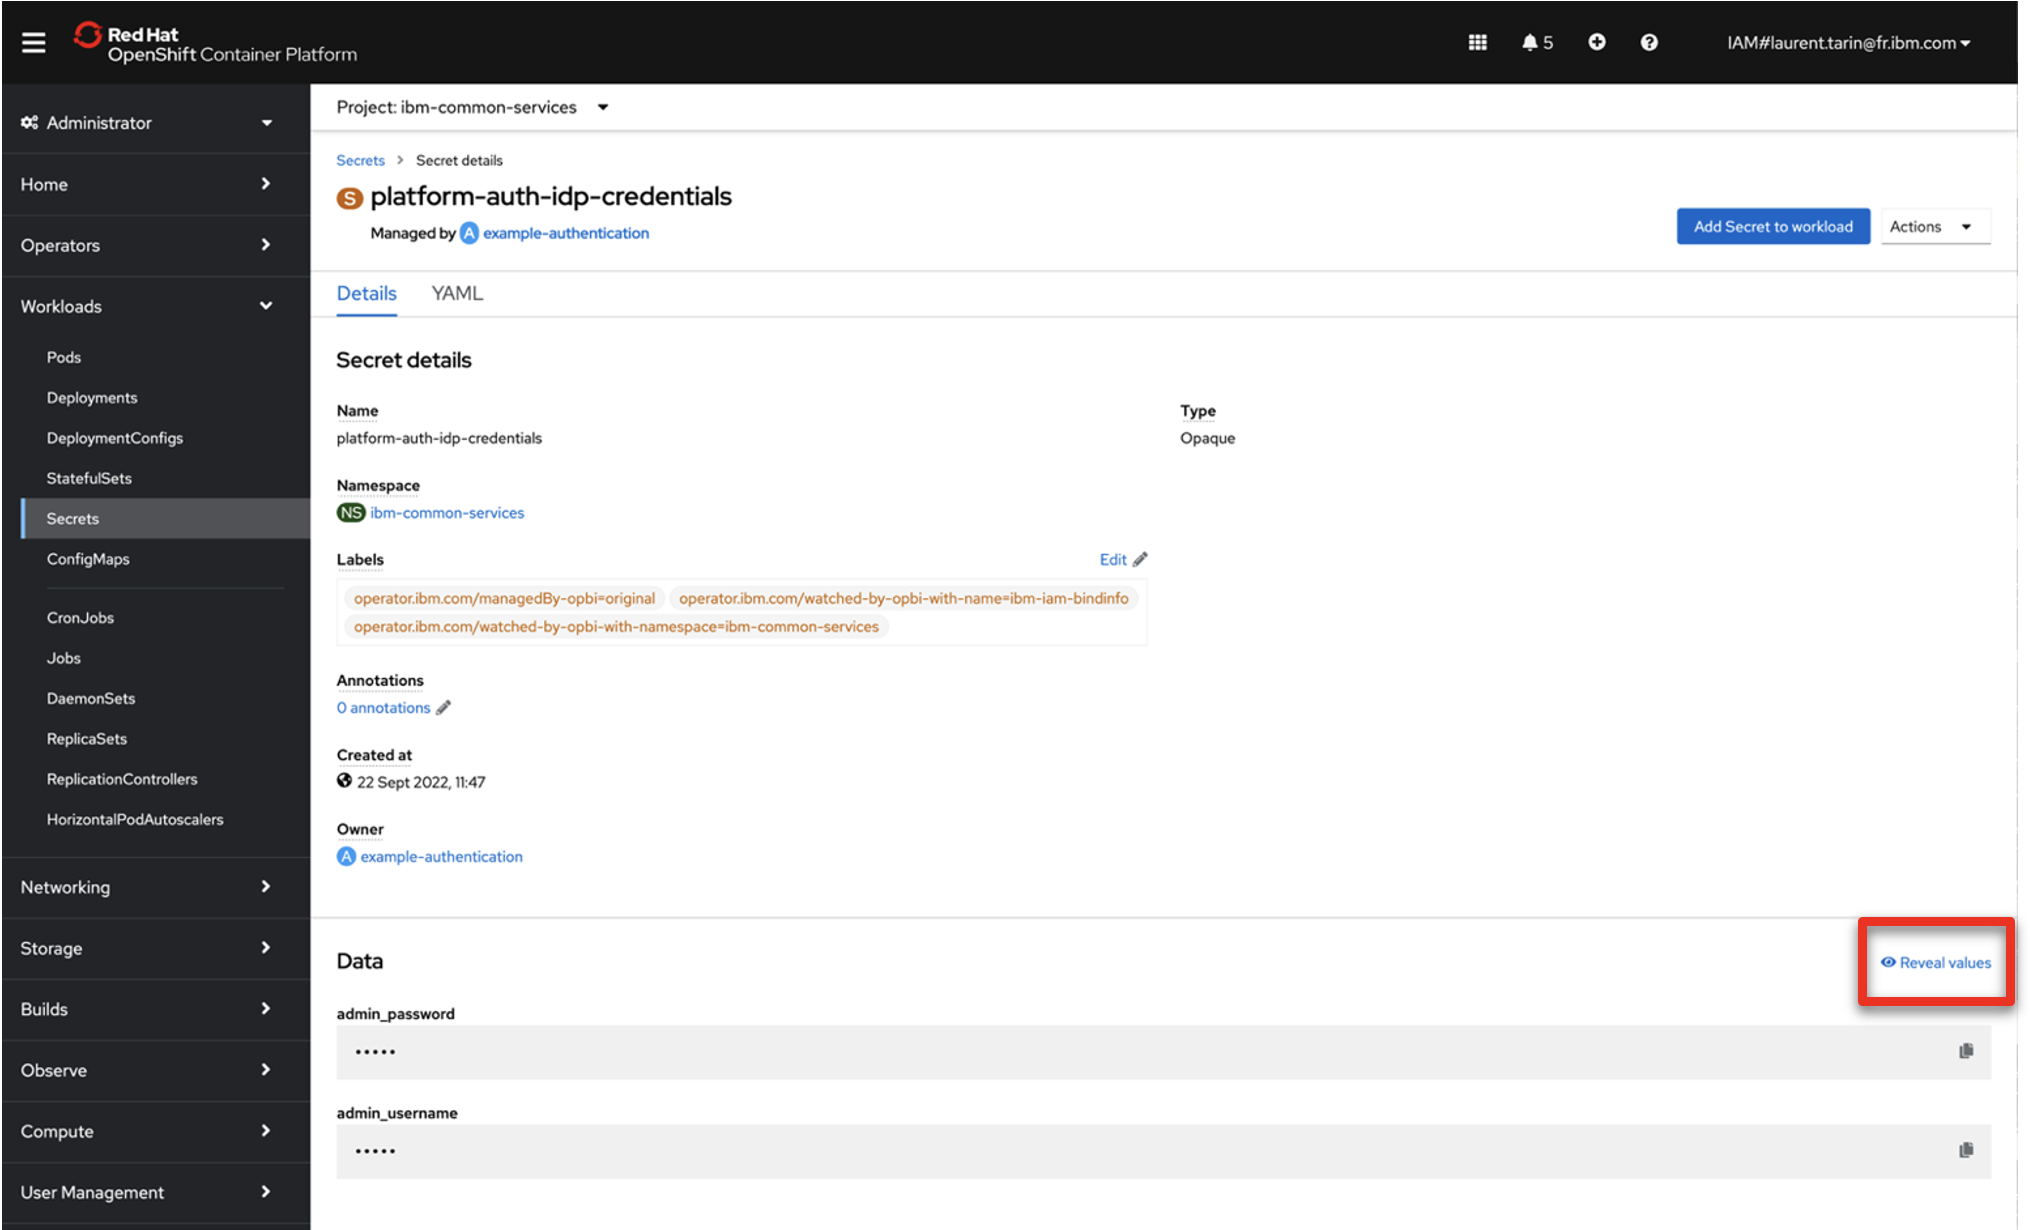 Red Hat
OpenShift Container Platform
5
IAM#laurent.tarin@fr.ibm.com
Administrator
Home
Operators
Workloads
Pods
Deployments
DeploymentConfigs
StatefulSets
Secrets
ConfigMaps
CronJobs
Jobs
DaemonSets
ReplicaSets
ReplicationControllers
HorizontalPodAutoscalers
Networking
Storage
Builds
Observe
Compute
User Management
Project: ibm-common-services
Secrets > Secret details
S platform-auth-idp-credentials
Managed by A example-authentication
Add Secret to workload
Actions
Details YAML
Secret details
Name
platform-auth-idp-credentials
Type
Opaque
Namespace
NS ibm-common-services
Labels
Edit
operator.ibm.com/managedBy-opbi=original operator.ibm.com/watched-by-opbi-with-name=ibm-iam-bindinfo
operator.ibm.com/watched-by-opbi-with-namespace=ibm-common-services
Annotations
0 annotations
Created at
22 Sept 2022, 11:47
Owner
A example-authentication
Data
Reveal values
admin_password
•••••
admin_username
•••••